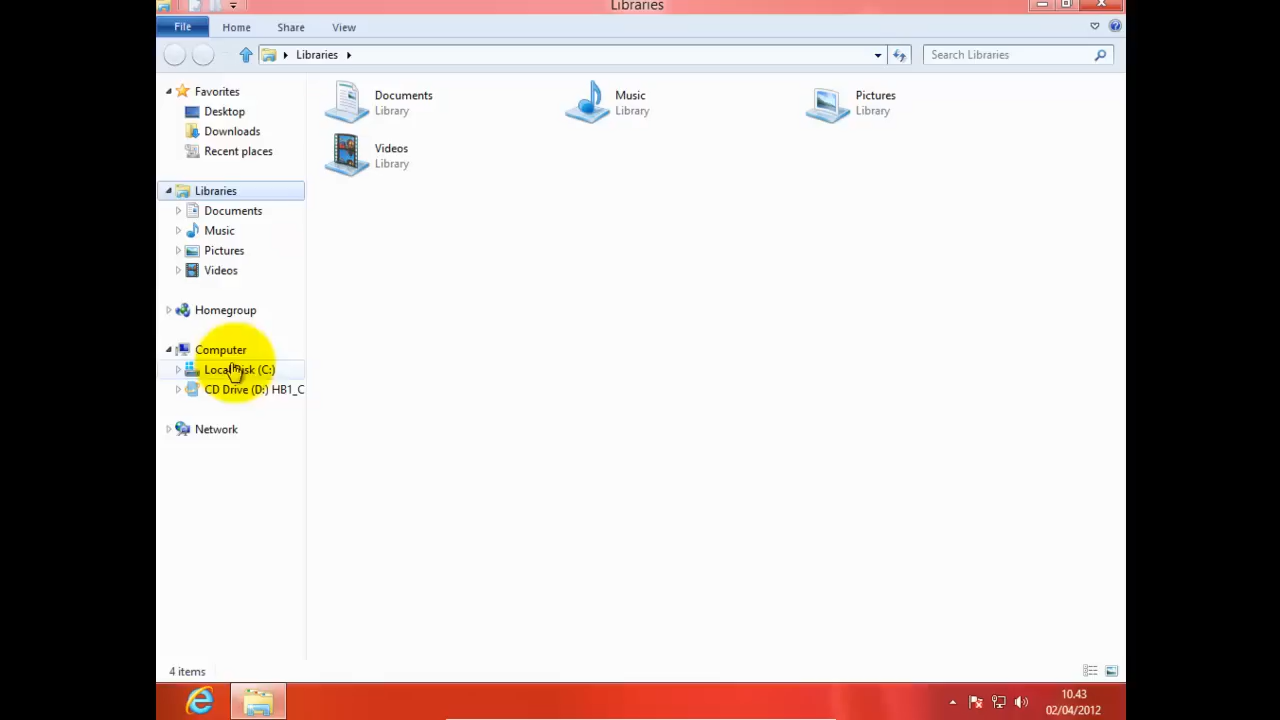 Libraries
File Home Share View
Libraries
Search Libraries
Favorites
Desktop
Downloads
Recent places
Libraries
Documents
Music
Pictures
Videos
Homegroup
Computer
Local Disk (C:)
CD Drive (D:) HB1_C
Network
Documents
Library
Music
Library
Pictures
Library
Videos
Library
4 items
10.43
02/04/2012